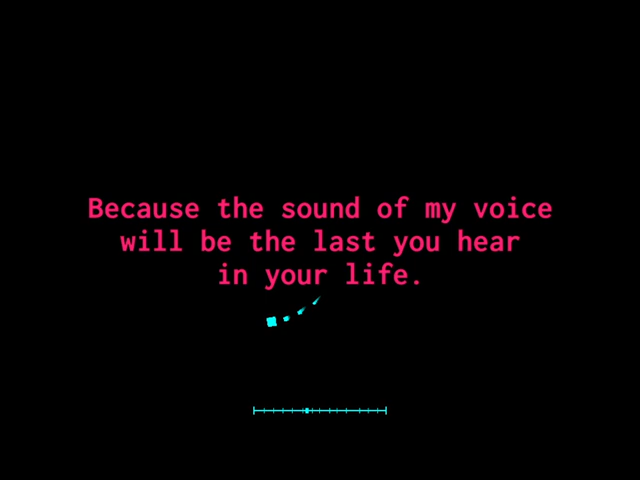 Because the sound of my voice
will be the last you hear
in your life.